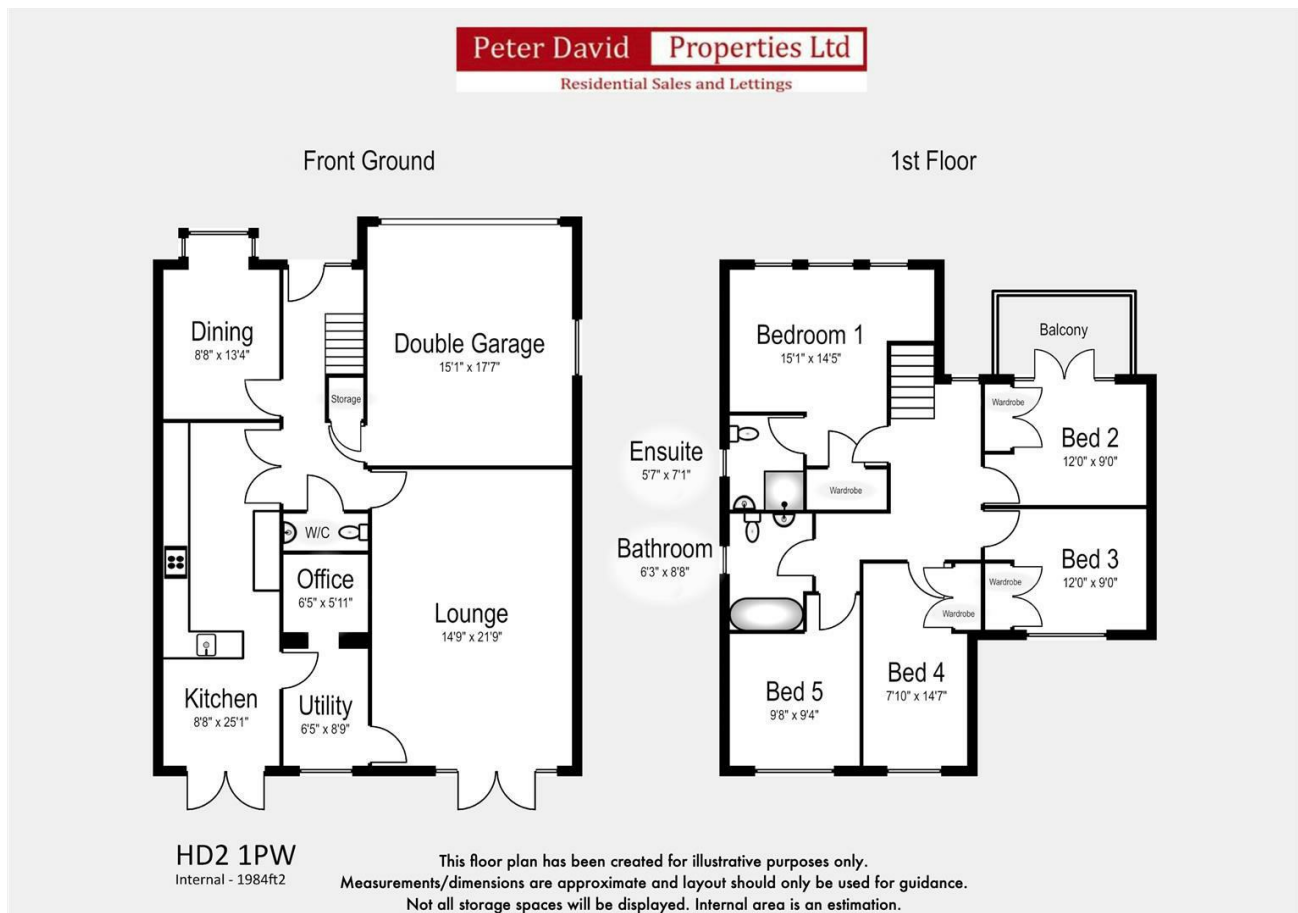 Peter David Properties Ltd
Residential Sales and Lettings
Front Ground
1st Floor
Dining
8'8" x 13'4"
Double Garage
15'1" x 17'7"
Storage
W/C
Office
6'5" x 5'11"
Lounge
14'9" x 21'9"
Kitchen
8'8" x 25'1"
Utility
6'5" x 8'9"
Bedroom 1
15'1" x 14'5"
Balcony
Wardrobe
Bed 2
12'0" x 9'0"
Ensuite
5'7" x 7'1"
Wardrobe
Bathroom
6'3" x 8'8"
Bed 3
12'0" x 9'0"
Wardrobe
Wardrobe
Bed 4
7'10" x 14'7"
Bed 5
9'8" x 9'4"
HD2 1PW
Internal - 1984ft2
This floor plan has been created for illustrative purposes only.
Measurements/dimensions are approximate and layout should only be used for guidance.
Not all storage spaces will be displayed. Internal area is an estimation.